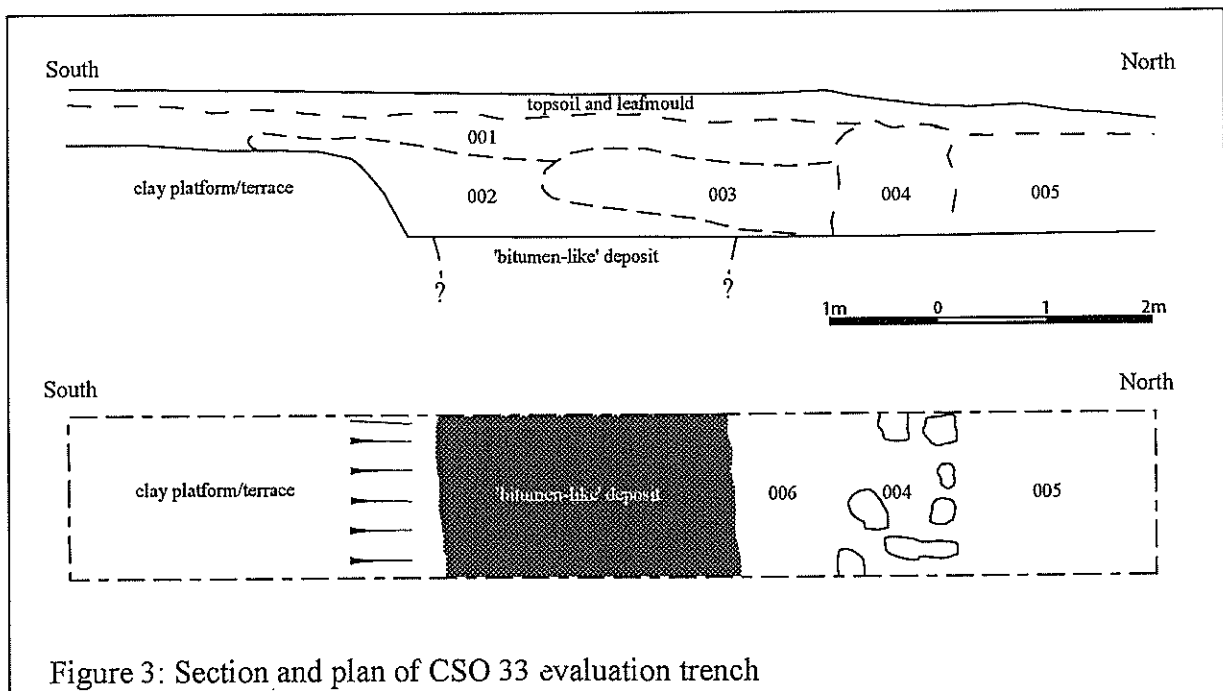 South
North
topsoil and leafmould
001
clay platform/terrace
002
003
004
005
'bitumen-like' deposit
?
?
1m 0 1 2m
South
North
clay platform/terrace
'bitumen-like' deposit
006
004
005
Figure 3: Section and plan of CSO 33 evaluation trench